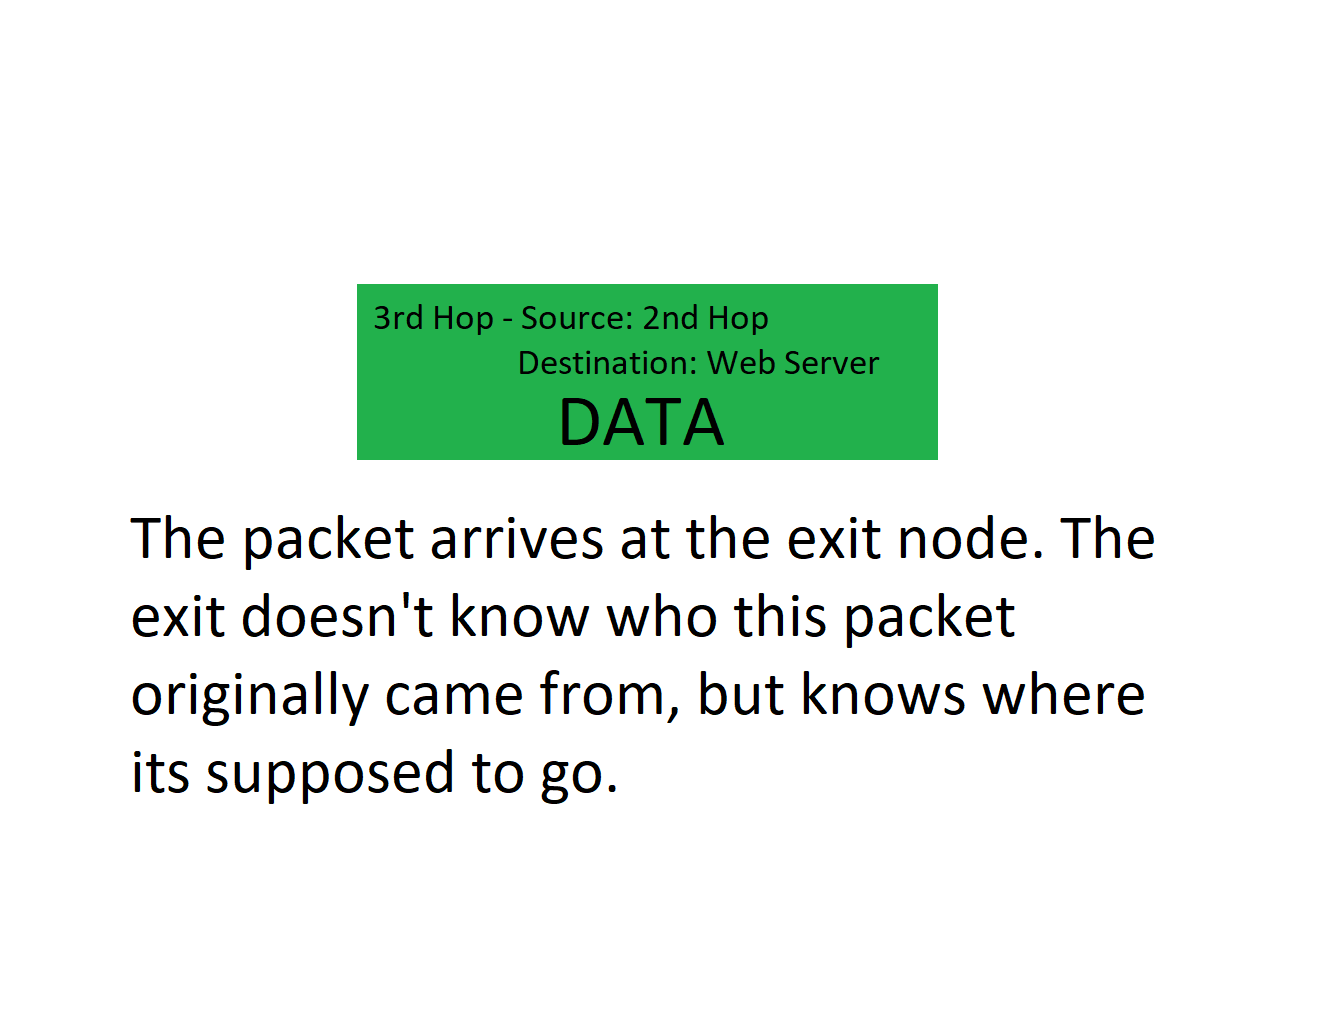 3rd Hop - Source: 2nd Hop
Destination: Web Server
DATA
The packet arrives at the exit node. The
exit doesn't know who this packet
originally came from, but knows where
its supposed to go.